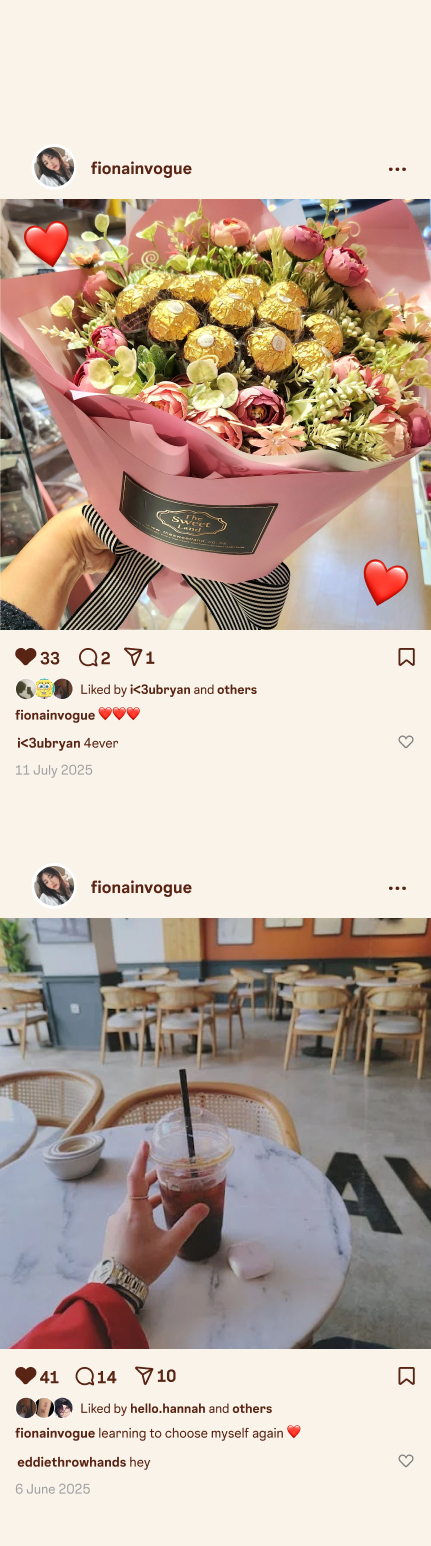 fionainvogue
The
Sweet
Land
33 2 1
Liked by i<3ubryan and others
fionainvogue ❤️❤️❤️
i<3ubryan 4ever
11 July 2025
fionainvogue
AV
41 14 10
Liked by hello.hannah and others
fionainvogue learning to choose myself again ❤️
eddiethrowhands hey
6 June 2025